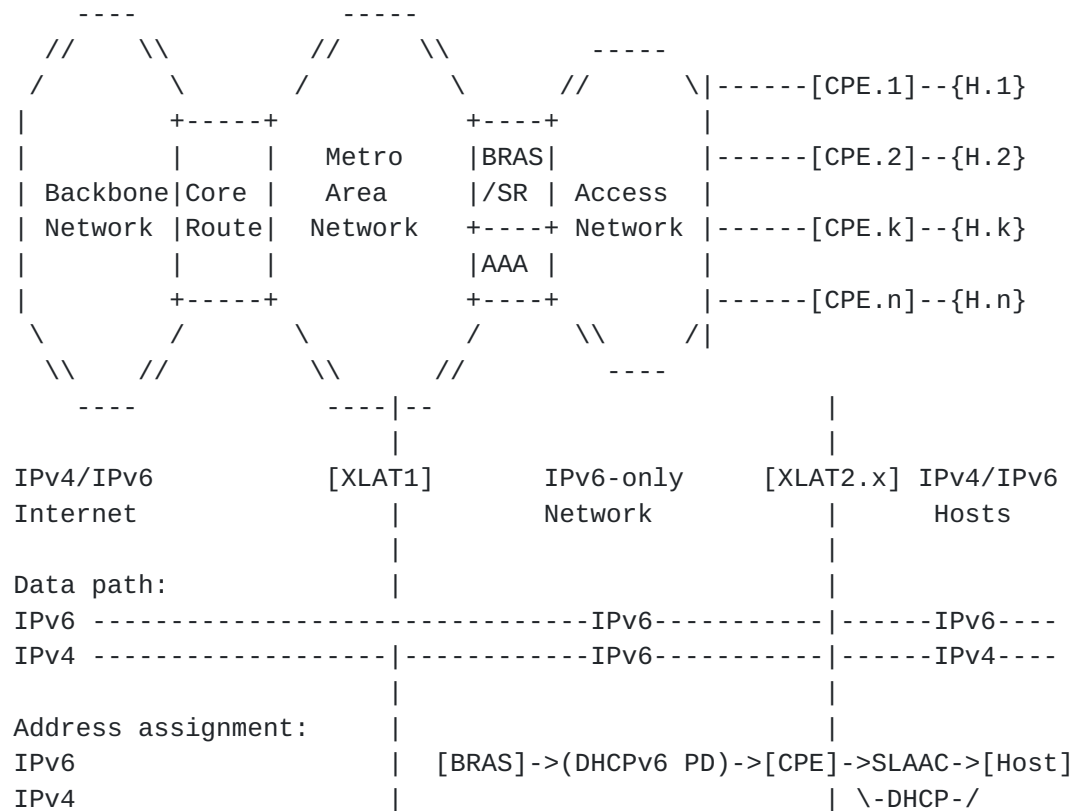 ----            -----
  //    \\        //     \\         -----
 /        \      /         \      //     \|------[CPE.1]--{H.1}
|         +-----+          +----+         |
|         |     |   Metro  |BRAS|         |------[CPE.2]--{H.2}
| Backbone|Core |   Area   |/SR | Access  |
| Network |Route|  Network +----+ Network |------[CPE.k]--{H.k}
|         |     |          |AAA |         |
|         +-----+          +----+         |------[CPE.n]--{H.n}
 \        /      \         /      \\     /|
  \\    //        \\     //         ----
    ----            ----|--                     |
                        |                       |
IPv4/IPv6           [XLAT1]      IPv6-only    [XLAT2.x] IPv4/IPv6
Internet                |        Network        |       Hosts
                        |                       |
Data path:              |                       |
IPv6 --------------------------------IPv6-----------|------IPv6----
IPv4 -------------------|------------IPv6-----------|------IPv4----
                        |                       |
Address assignment:     |                       |
IPv6                    |  [BRAS]->(DHCPv6 PD)->[CPE]->SLAAC->[Host]
IPv4                    |                       | \-DHCP-/